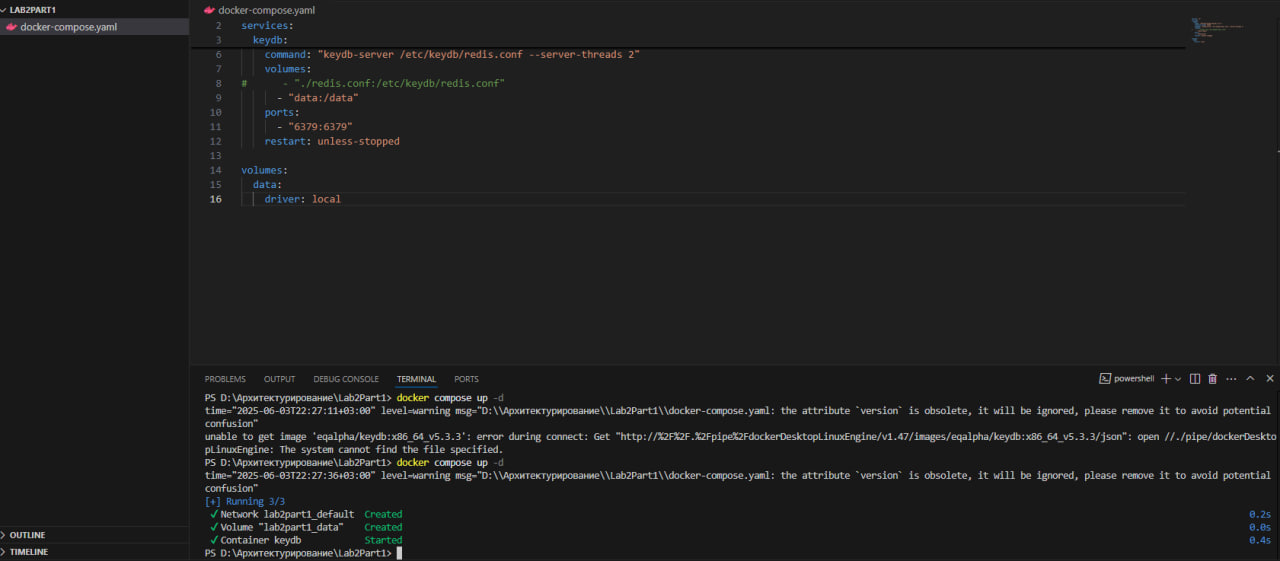 LAB2PART1
docker-compose.yaml
OUTLINE
TIMELINE
docker-compose.yaml
2 services:
3 keydb:
6 command: "keydb-server /etc/keydb/redis.conf --server-threads 2"
7 volumes:
8 # - "./redis.conf:/etc/keydb/redis.conf"
9 - "data:/data"
10 ports:
11 - "6379:6379"
12 restart: unless-stopped
13
14 volumes:
15 data:
16 driver: local
PROBLEMS OUTPUT DEBUG CONSOLE TERMINAL PORTS
powershell
PS D:\Архитектурирование\Lab2Part1> docker compose up -d
time="2025-06-03T22:27:11+03:00" level=warning msg="D:\\Архитектурирование\\Lab2Part1\\docker-compose.yaml: the attribute `version` is obsolete, it will be ignored, please remove it to avoid potential
confusion"
unable to get image 'eqalpha/keydb:x86_64_v5.3.3': error during connect: Get "http://%2F%2F.%2Fpipe%2FdockerDesktopLinuxEngine/v1.47/images/eqalpha/keydb:x86_64_v5.3.3/json": open //./pipe/dockerDeskto
pLinuxEngine: The system cannot find the file specified.
PS D:\Архитектурирование\Lab2Part1> docker compose up -d
time="2025-06-03T22:27:36+03:00" level=warning msg="D:\\Архитектурирование\\Lab2Part1\\docker-compose.yaml: the attribute `version` is obsolete, it will be ignored, please remove it to avoid potential
confusion"
[+] Running 3/3
✓ Network lab2part1_default Created 0.2s
✓ Volume "lab2part1_data" Created 0.0s
✓ Container keydb Started 0.4s
PS D:\Архитектурирование\Lab2Part1>